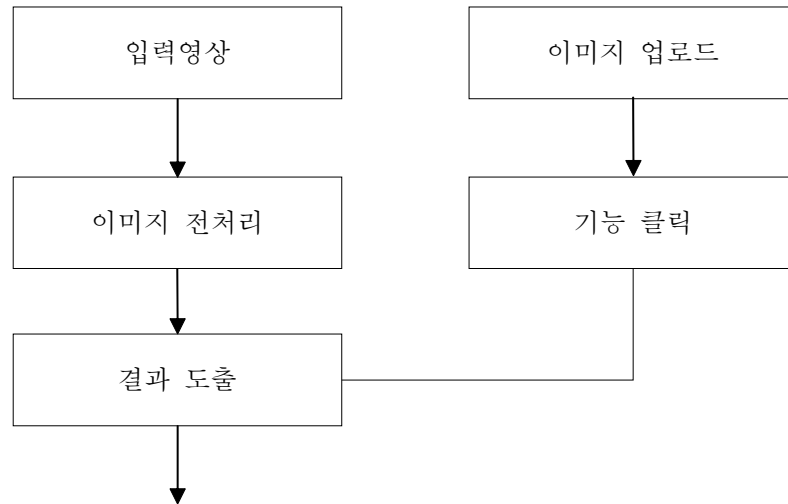 입력영상
이미지 업로드
이미지 전처리
기능 클릭
결과 도출